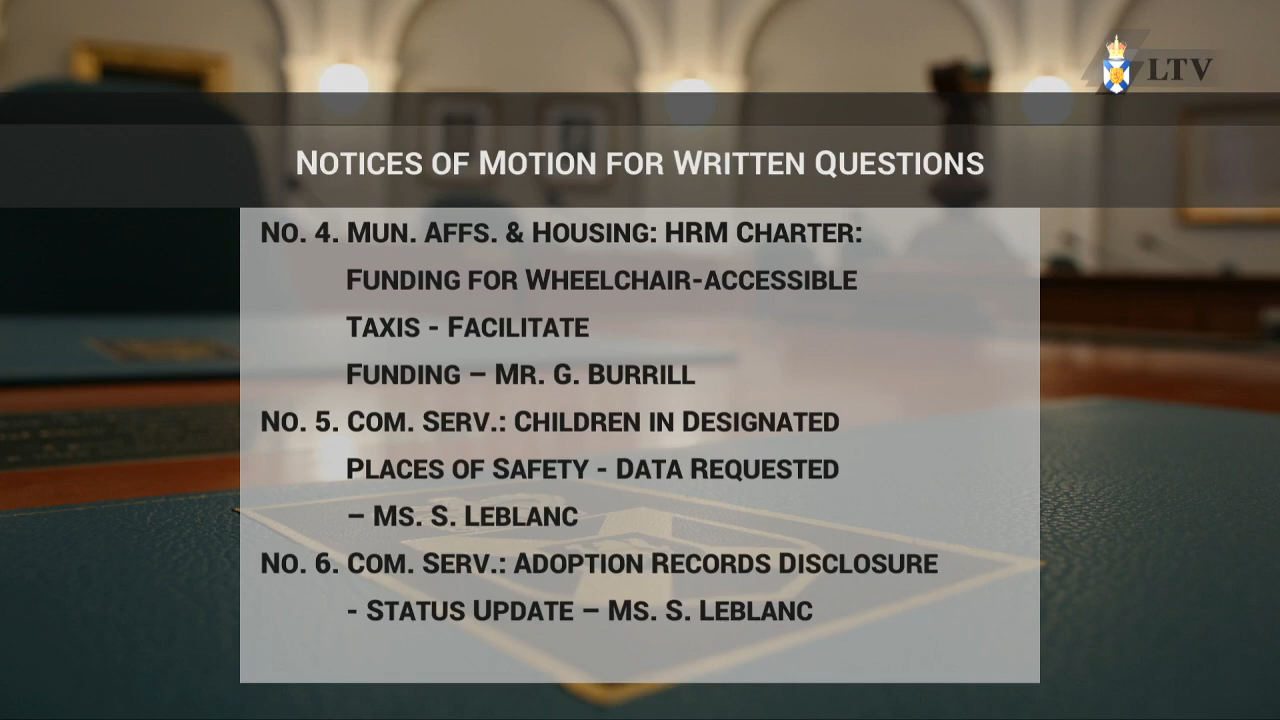 LTV
NOTICES OF MOTION FOR WRITTEN QUESTIONS
NO. 4. MUN. AFFS. & HOUSING: HRM CHARTER:
FUNDING FOR WHEELCHAIR-ACCESSIBLE
TAXIS - FACILITATE
FUNDING – MR. G. BURRILL
NO. 5. COM. SERV.: CHILDREN IN DESIGNATED
PLACES OF SAFETY - DATA REQUESTED
– MS. S. LEBLANC
NO. 6. COM. SERV.: ADOPTION RECORDS DISCLOSURE
- STATUS UPDATE – MS. S. LEBLANC